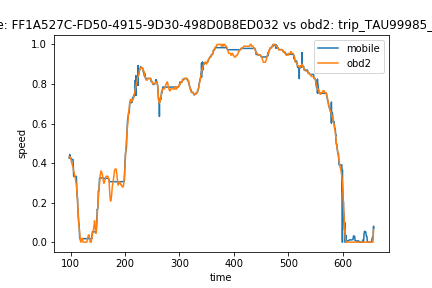 e: FF1A527C-FD50-4915-9D30-498D0B8ED032 vs obd2: trip_TAU99985_
mobile
obd2
speed
1.0
0.8
0.6
0.4
0.2
0.0
100 200 300 400 500 600
time